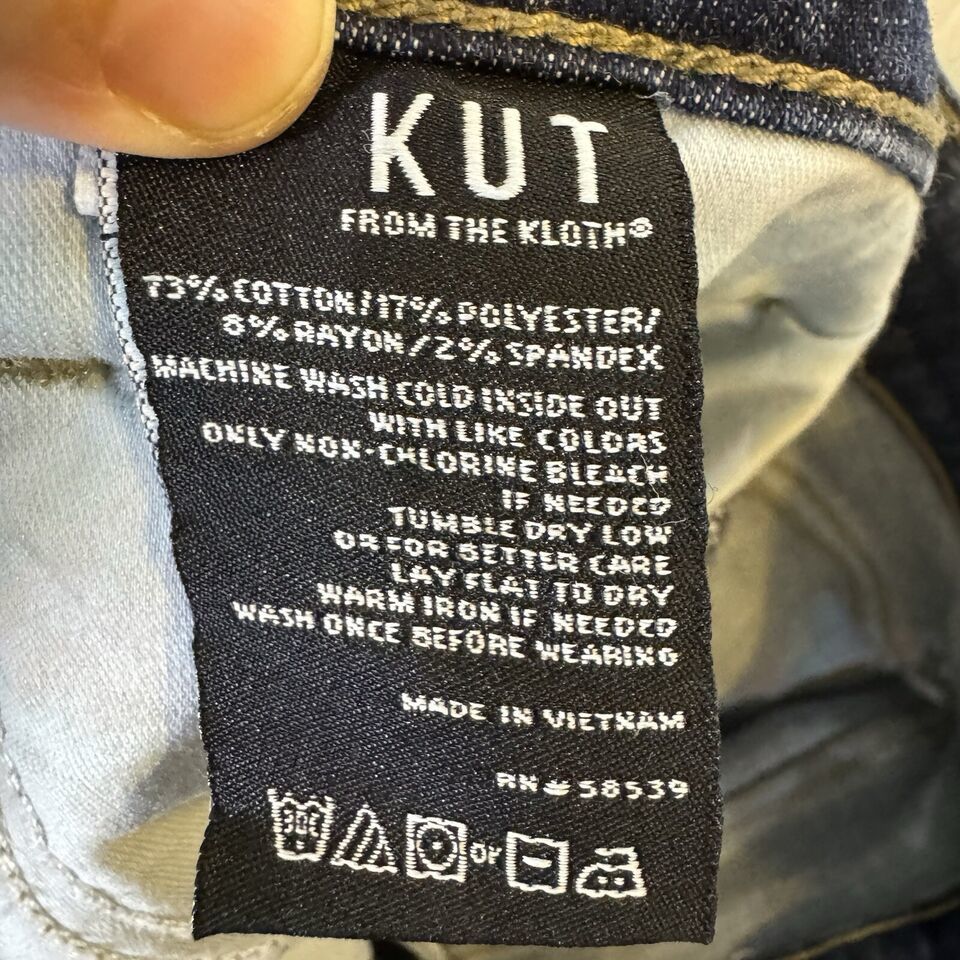 KUT
FROM THE KLOTH®
73% COTTON/17% POLYESTER/
8% RAYON/2% SPANDEX
MACHINE WASH COLD INSIDE OUT
WITH LIKE COLORS
ONLY NON-CHLORINE BLEACH
IF NEEDED
TUMBLE DRY LOW
OR FOR BETTER CARE
LAY FLAT TO DRY
WARM IRON IF NEEDED
WASH ONCE BEFORE WEARING
MADE IN VIETNAM
RN # 58539
30C or